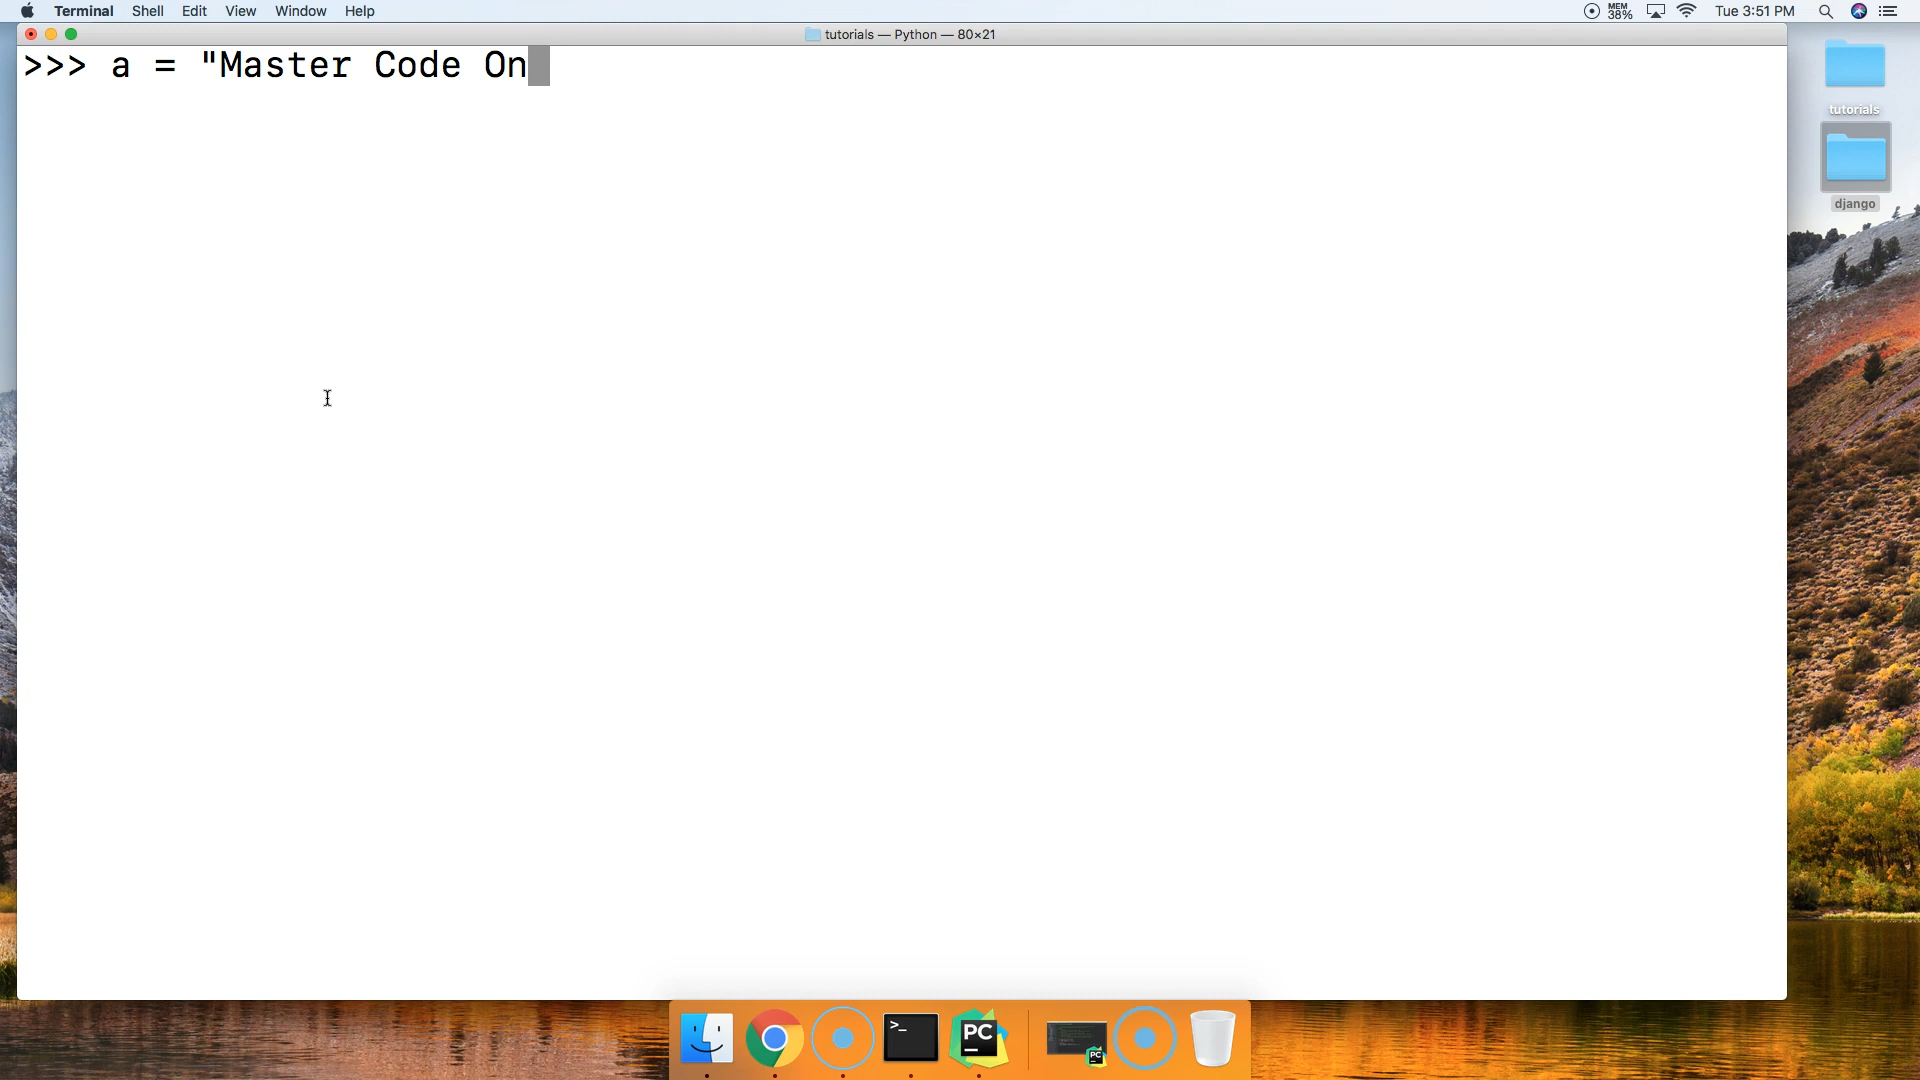 Terminal Shell Edit View Window Help MEM 38% Tue 3:51 PM
tutorials — Python — 80×21
>>> a = "Master Code On
tutorials
django
>_
PC
PC